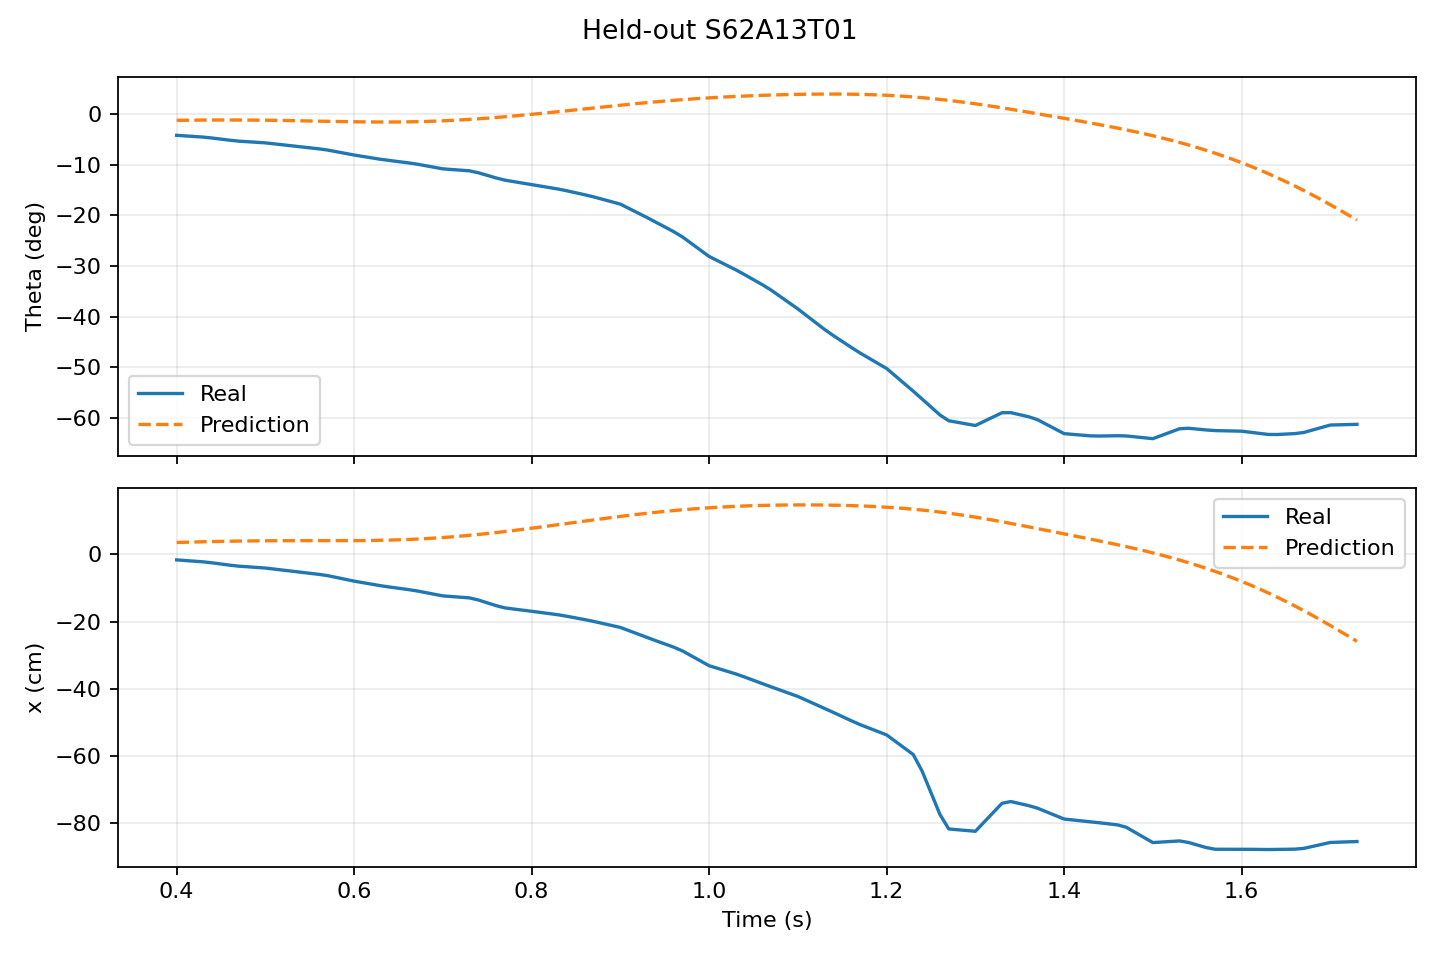 Held-out S62A13T01
0
−10
−20
−30
−40
−50
−60
Theta (deg)
Real
Prediction
0
−20
−40
−60
−80
x (cm)
Real
Prediction
0.4 0.6 0.8 1.0 1.2 1.4 1.6
Time (s)